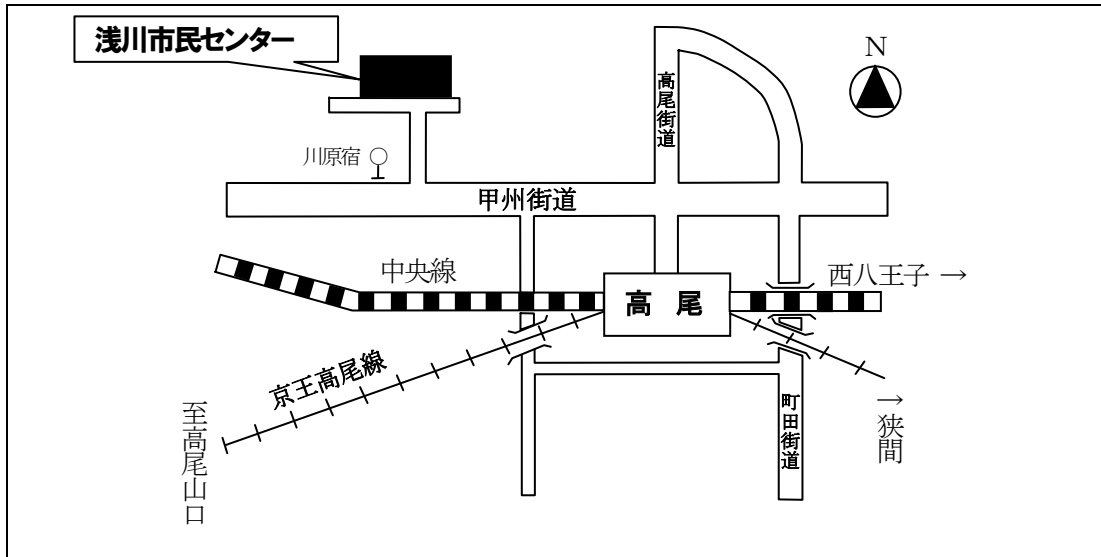 浅川市民センター
N
高尾街道
川原宿
甲州街道
中央線
西八王子 →
高 尾
京王高尾線
→狭間
町田街道
至高尾山口